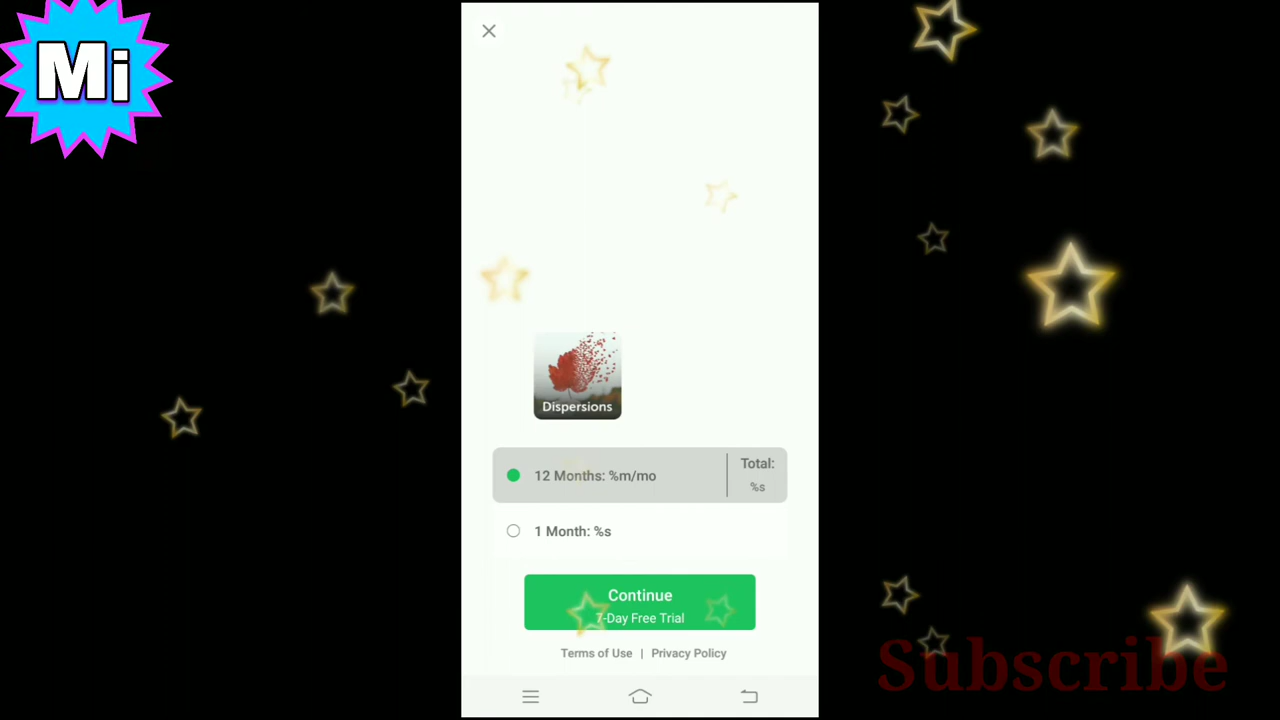 Mi
Dispersions
12 Months: %m/mo
Total:
%s
1 Month: %s
Continue
7-Day Free Trial
Terms of Use | Privacy Policy
Subscribe